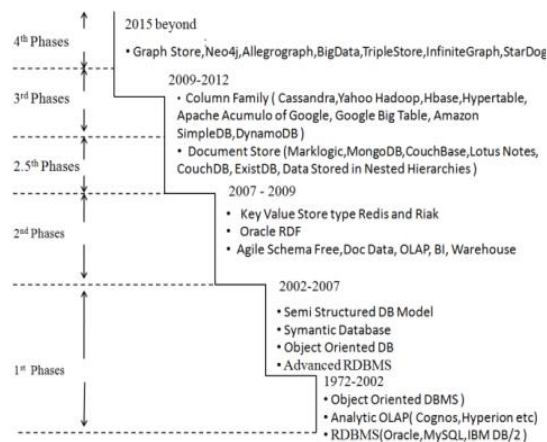 2015 beyond
4th Phases
• Graph Store,Neo4j,Allegrograph,BigData,TripleStore,InfiniteGraph,StarDog
2009-2012
3rd Phases
• Column Family ( Cassandra,Yahoo Hadoop,Hbase,Hypertable,
Apache Acumulo of Google, Google Big Table, Amazon
SimpleDB,DynamoDB )
• Document Store (Marklogic,MongoDB,CouchBase,Lotus Notes,
CouchDB, ExistDB, Data Stored in Nested Hierarchies )
2.5th Phases
2007 - 2009
• Key Value Store type Redis and Riak
2nd Phases
• Oracle RDF
• Agile Schema Free,Doc Data, OLAP, BI, Warehouse
2002-2007
• Semi Structured DB Model
• Symantic Database
• Object Oriented DB
• Advanced RDBMS
1st Phases
1972-2002
• Object Oriented DBMS )
• Analytic OLAP( Cognos,Hyperion etc)
• RDBMS(Oracle,MySQL,IBM DB/2 )